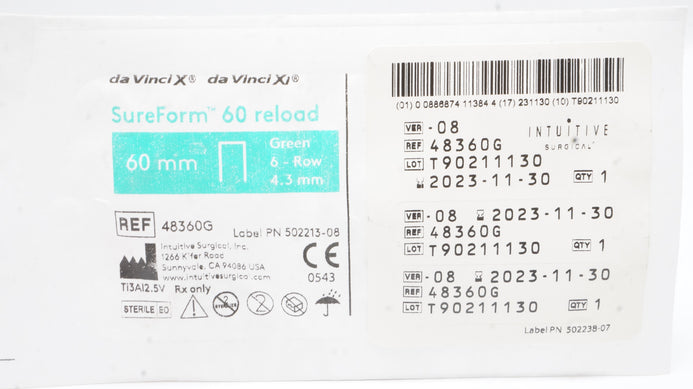 da Vinci X® da Vinci Xi®
SureForm™ 60 reload
60 mm
Green
6 - Row
4.3 mm
REF 48360G
Label PN 502213-08
Intuitive Surgical, Inc.
1266 Kifer Road
Sunnyvale, CA 94086 USA
www.intuitivesurgical.com
CE
0543
Ti3Al2.5V Rx only
STERILE EO
(01) 0 0886874 11384 4 (17) 231130 (10) T90211130
VER -08
INTUITIVE
SURGICAL®
REF 48360G
LOT T90211130
2023-11-30 QTY 1
VER -08 2023-11-30
REF 48360G
LOT T90211130 QTY 1
VER -08 2023-11-30
REF 48360G
LOT T90211130 QTY 1
Label PN 502238-07